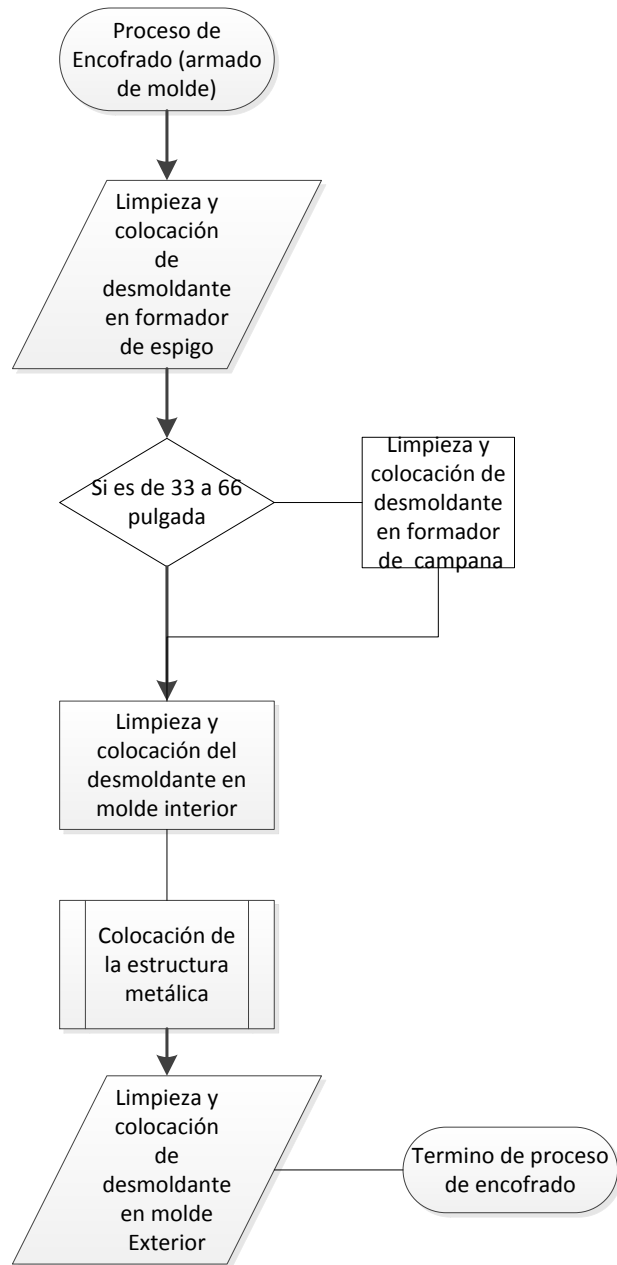 Proceso de
Encofrado (armado
de molde)
Limpieza y
colocación
de
desmoldante
en formador
de espigo
Si es de 33 a 66
pulgada
Limpieza y
colocación de
desmoldante
en formador
de campana
Limpieza y
colocación del
desmoldante en
molde interior
Colocación de
la estructura
metálica
Limpieza y
colocación
de
desmoldante
en molde
Exterior
Termino de proceso
de encofrado